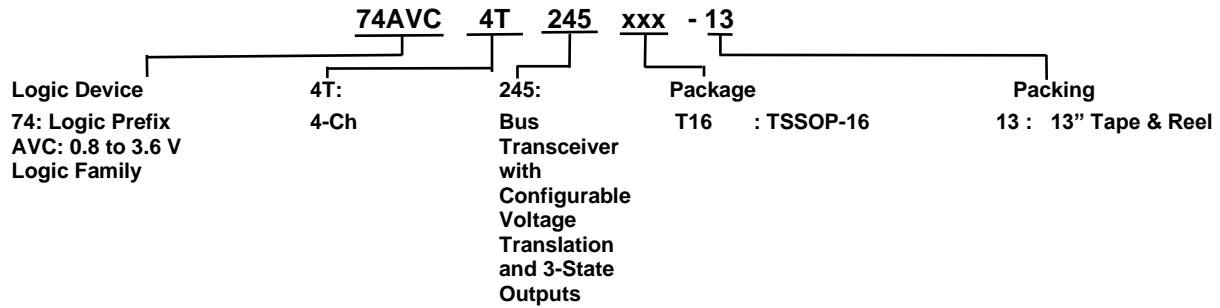 74AVC 4T 245 xxx - 13
Logic Device
74: Logic Prefix
AVC: 0.8 to 3.6 V
Logic Family
4T:
4-Ch
245:
Bus
Transceiver
with
Configurable
Voltage
Translation
and 3-State
Outputs
Package
T16 : TSSOP-16
Packing
13 : 13” Tape & Reel